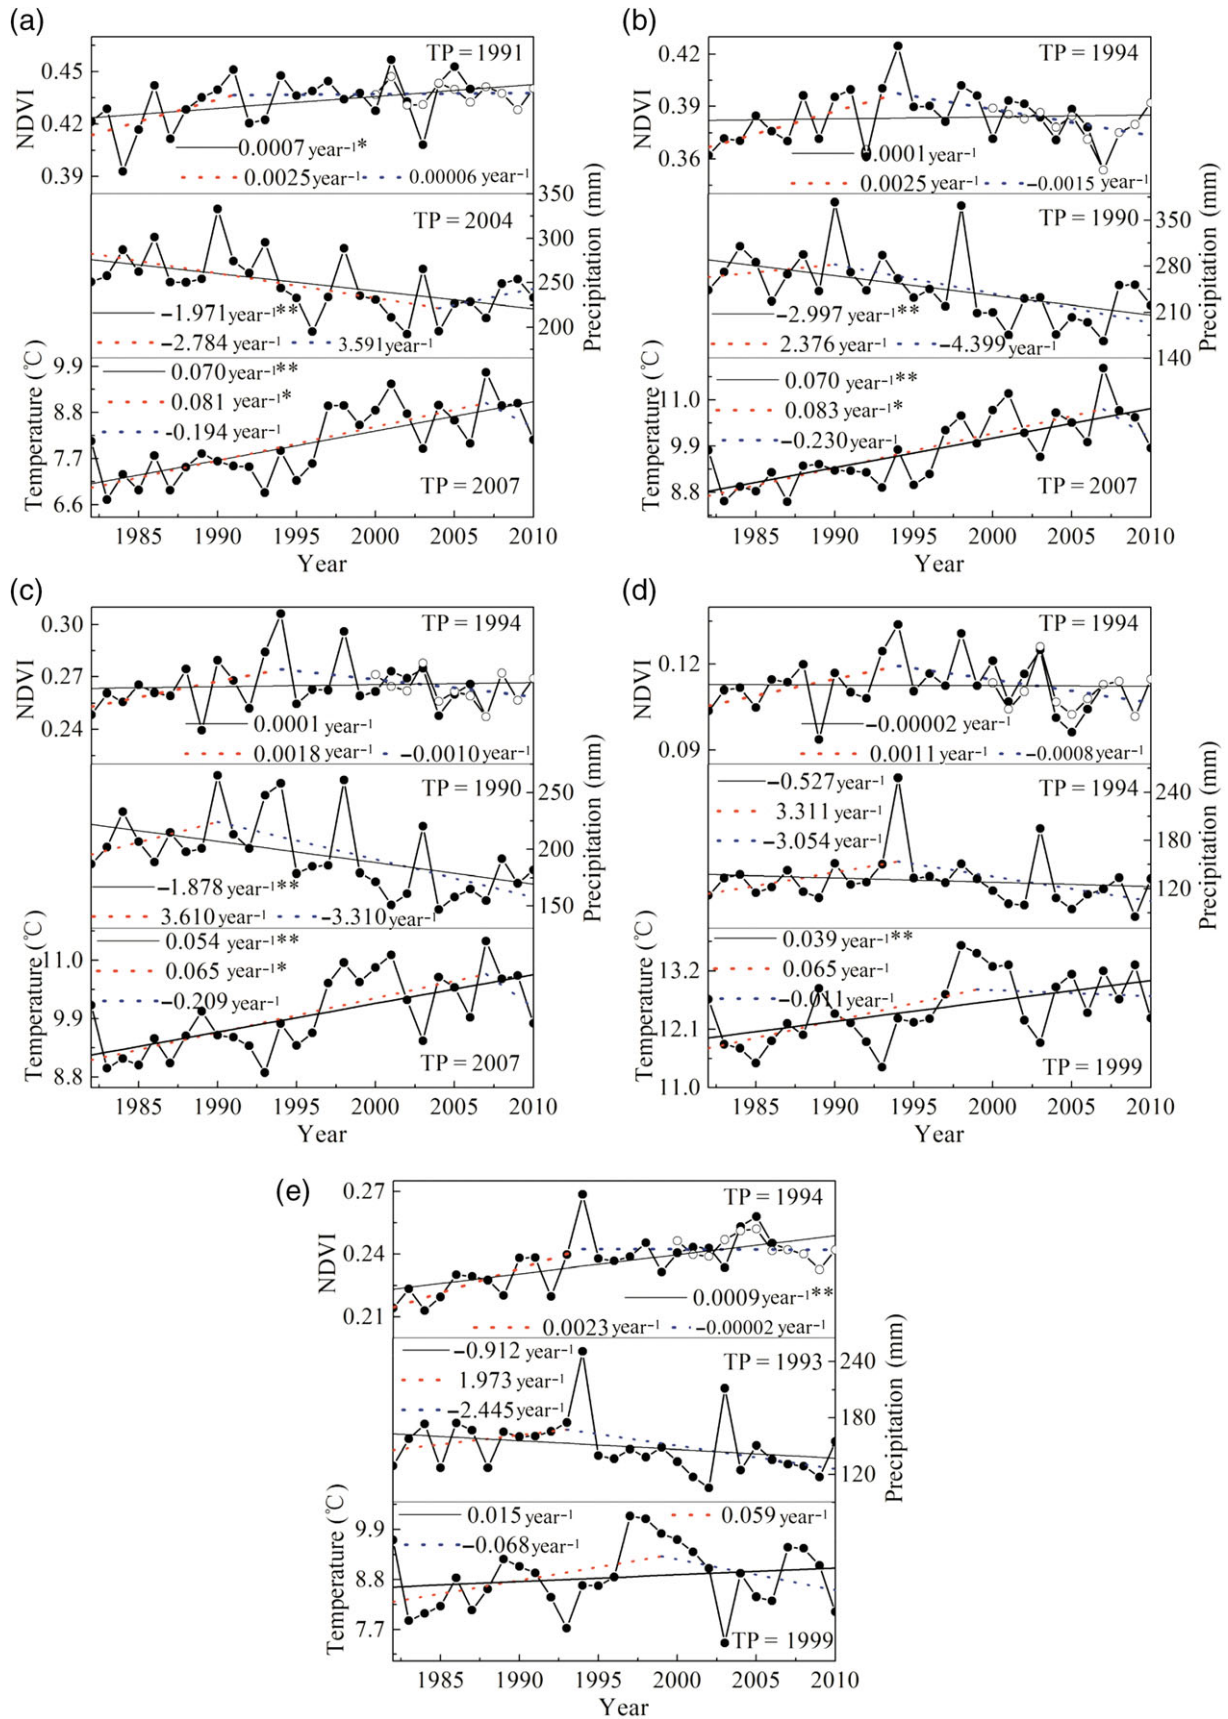 (a)
TP = 1991
NDVI
0.45
0.42
0.39
0.0007 year⁻¹*
0.0025 year⁻¹ 0.00006 year⁻¹
TP = 2004
Precipitation (mm)
350
300
250
200
−1.971 year⁻¹**
−2.784 year⁻¹ 3.591 year⁻¹
Temperature (℃)
9.9
8.8
7.7
6.6
0.070 year⁻¹**
0.081 year⁻¹*
−0.194 year⁻¹
TP = 2007
1985 1990 1995 2000 2005 2010
Year
(b)
TP = 1994
NDVI
0.42
0.39
0.36
0.0001 year⁻¹
0.0025 year⁻¹ −0.0015 year⁻¹
TP = 1990
Precipitation (mm)
350
280
210
140
−2.997 year⁻¹**
2.376 year⁻¹ −4.399 year⁻¹
Temperature (℃)
11.0
9.9
8.8
0.070 year⁻¹**
0.083 year⁻¹*
−0.230 year⁻¹
TP = 2007
1985 1990 1995 2000 2005 2010
Year
(c)
TP = 1994
NDVI
0.30
0.27
0.24
0.0001 year⁻¹
0.0018 year⁻¹ −0.0010 year⁻¹
TP = 1990
Precipitation (mm)
250
200
150
−1.878 year⁻¹**
3.610 year⁻¹ −3.310 year⁻¹
Temperature (℃)
11.0
9.9
8.8
0.054 year⁻¹**
0.065 year⁻¹*
−0.209 year⁻¹
TP = 2007
1985 1990 1995 2000 2005 2010
Year
(d)
TP = 1994
NDVI
0.12
0.09
−0.00002 year⁻¹
0.0011 year⁻¹ −0.0008 year⁻¹
TP = 1994
Precipitation (mm)
240
180
120
−0.527 year⁻¹
3.311 year⁻¹
−3.054 year⁻¹
Temperature (℃)
13.2
12.1
11.0
0.039 year⁻¹**
0.065 year⁻¹
−0.011 year⁻¹
TP = 1999
1985 1990 1995 2000 2005 2010
Year
(e)
TP = 1994
NDVI
0.27
0.24
0.21
0.0009 year⁻¹**
0.0023 year⁻¹ −0.00002 year⁻¹
TP = 1993
Precipitation (mm)
240
180
120
−0.912 year⁻¹
1.973 year⁻¹
−2.445 year⁻¹
Temperature (℃)
9.9
8.8
7.7
0.015 year⁻¹ 0.059 year⁻¹
−0.068 year⁻¹
TP = 1999
1985 1990 1995 2000 2005 2010
Year